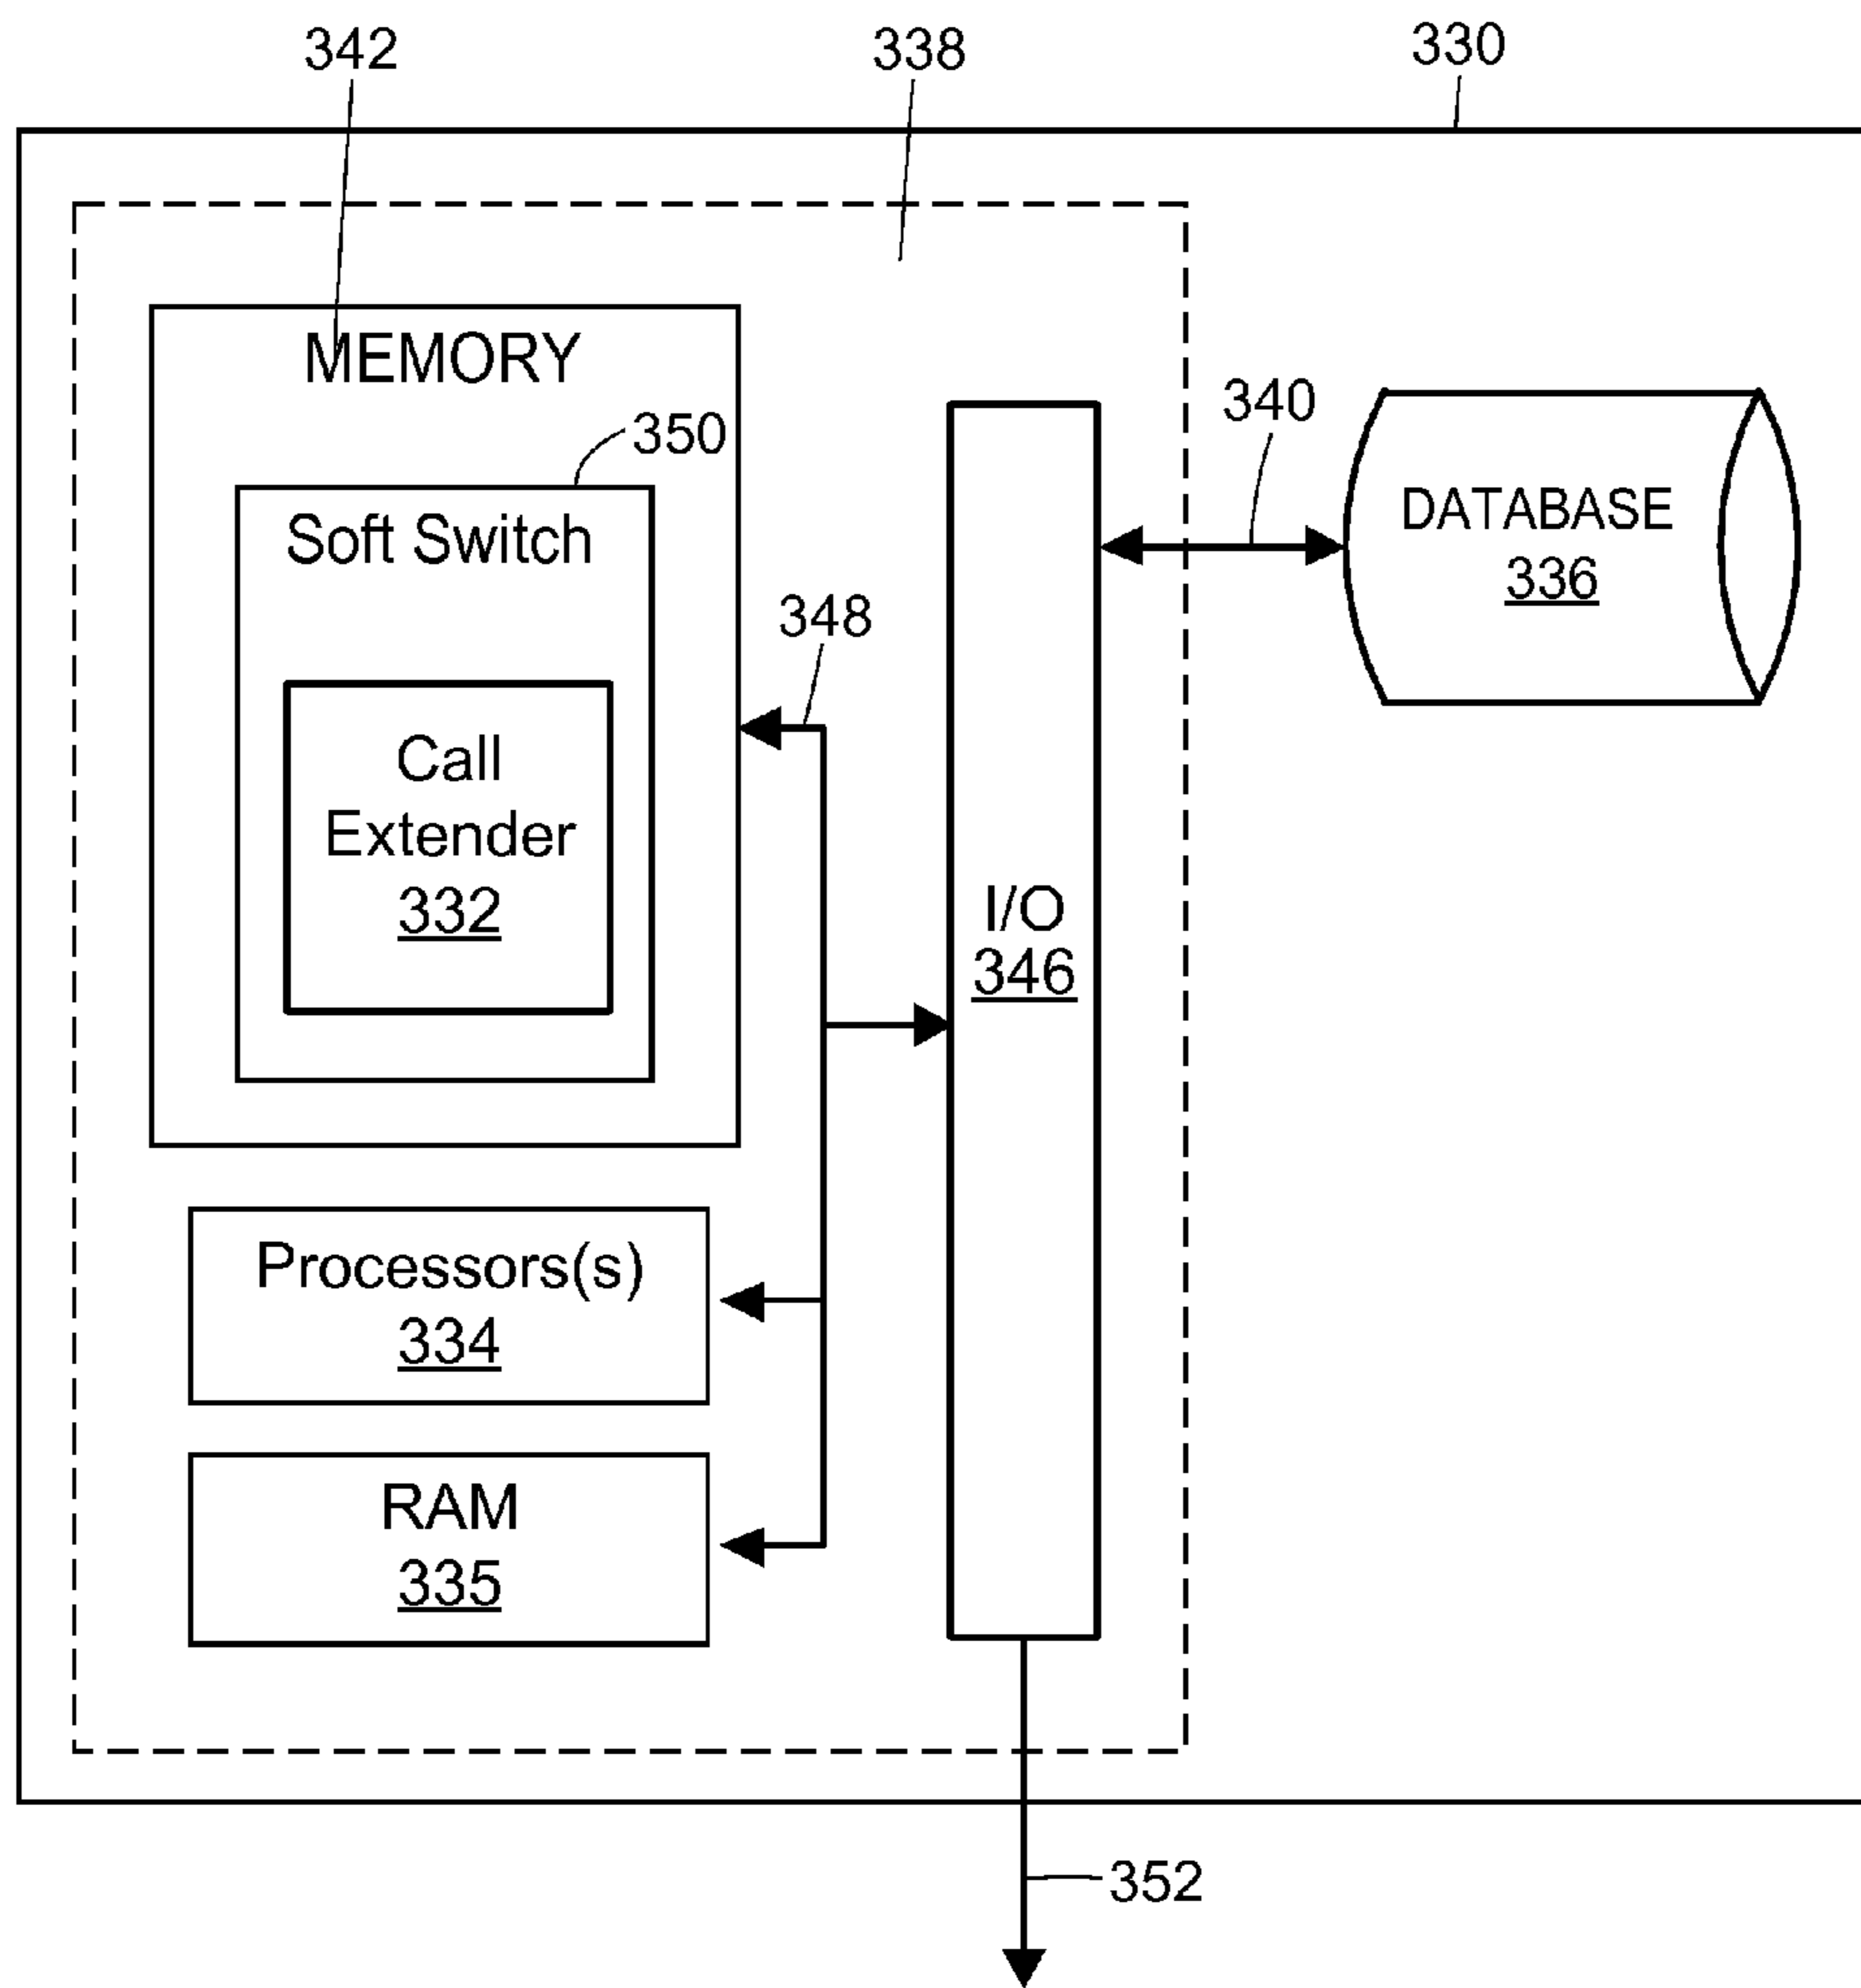 342
338
330
MEMORY
350
Soft Switch
340
DATABASE
336
348
Call
Extender
332
I/O
346
Processors(s)
334
RAM
335
352